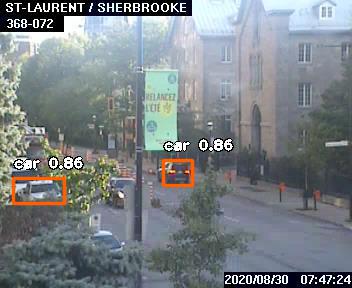 ST-LAURENT / SHERBROOKE
368-072
RELANCEZ
L'ÉTÉ
car 0.86
car 0.86
2020/08/30 07:47:24